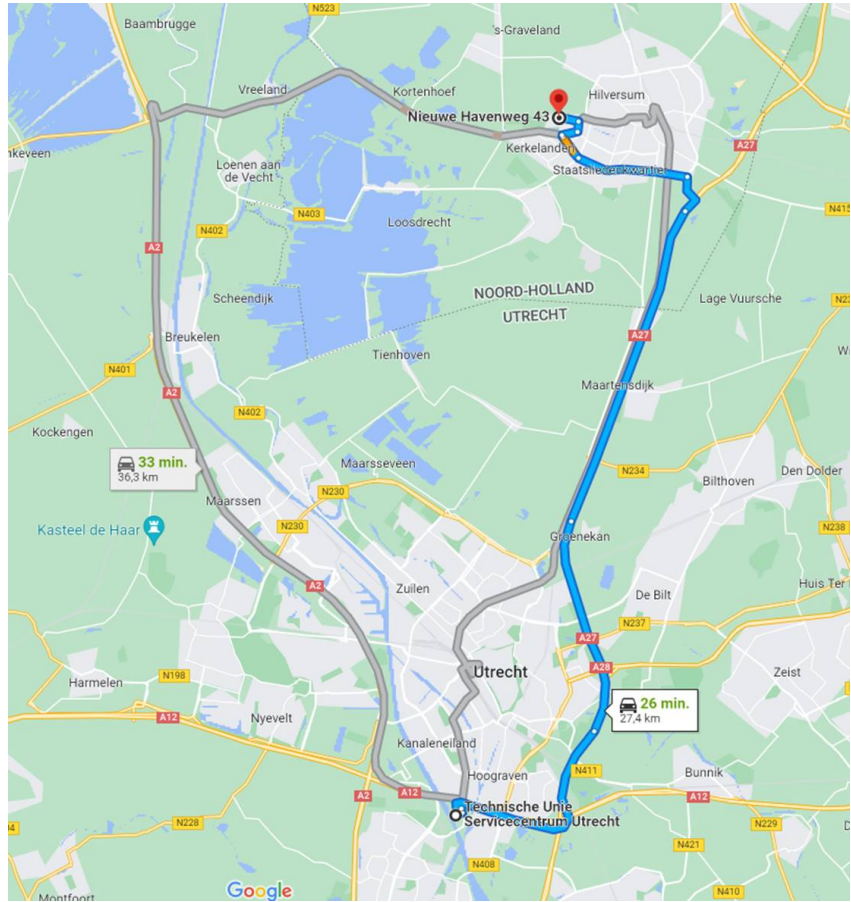 N523
Baambrugge
's-Graveland
Vreeland
Kortenhoef
Hilversum
Nieuwe Havenweg 43
Kerkelanden
A27
Loenen aan
de Vecht
N403
Loosdrecht
N402
N415
A2
Scheendijk
NOORD-HOLLAND
UTRECHT
Lage Vuursche
Breukelen
A27
Tienhoven
N401
A2
Maartensdijk
N402
Kockengen
Maarsseveen
33 min.
36,3 km
N234
Bilthoven
Den Dolder
Maarssen
N230
N230
Kasteel de Haar
N238
Groenekan
A2
Zuilen
De Bilt
Huis Ter
A27
N237
N198
Utrecht
A28
Zeist
Harmelen
26 min.
27,4 km
A12
Nyevelt
Kanaleneiland
Hoograven
N411
Bunnik
A2
A12
A12
Technische Unie
Servicecentrum Utrecht
N228
N229
N421
N408
Google
N410
Montfoort